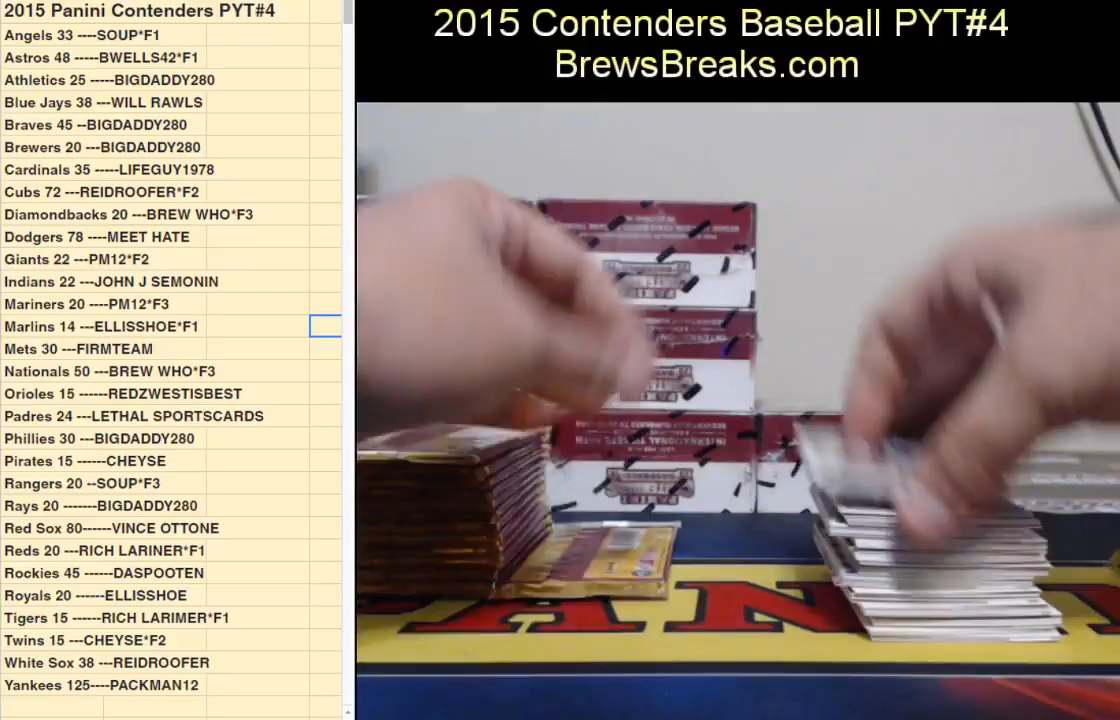 2015 Panini Contenders PYT#4
Angels 33 ----SOUP*F1
Astros 48 -----BWELLS42*F1
Athletics 25 -----BIGDADDY280
Blue Jays 38 ---WILL RAWLS
Braves 45 --BIGDADDY280
Brewers 20 ---BIGDADDY280
Cardinals 35 -----LIFEGUY1978
Cubs 72 ---REIDROOFER*F2
Diamondbacks 20 ---BREW WHO*F3
Dodgers 78 ----MEET HATE
Giants 22 ---PM12*F2
Indians 22 ---JOHN J SEMONIN
Mariners 20 ----PM12*F3
Marlins 14 ---ELLISSHOE*F1
Mets 30 ---FIRMTEAM
Nationals 50 ---BREW WHO*F3
Orioles 15 ------REDZWESTISBEST
Padres 24 ---LETHAL SPORTSCARDS
Phillies 30 ---BIGDADDY280
Pirates 15 ------CHEYSE
Rangers 20 ---SOUP*F3
Rays 20 -------BIGDADDY280
Red Sox 80------VINCE OTTONE
Reds 20 ---RICH LARINER*F1
Rockies 45 ------DASPOOTEN
Royals 20 ------ELLISSHOE
Tigers 15 ------RICH LARIMER*F1
Twins 15 ---CHEYSE*F2
White Sox 38 ---REIDROOFER
Yankees 125----PACKMAN12
2015 Contenders Baseball PYT#4
BrewsBreaks.com
INTERNATIONAL TICKETS